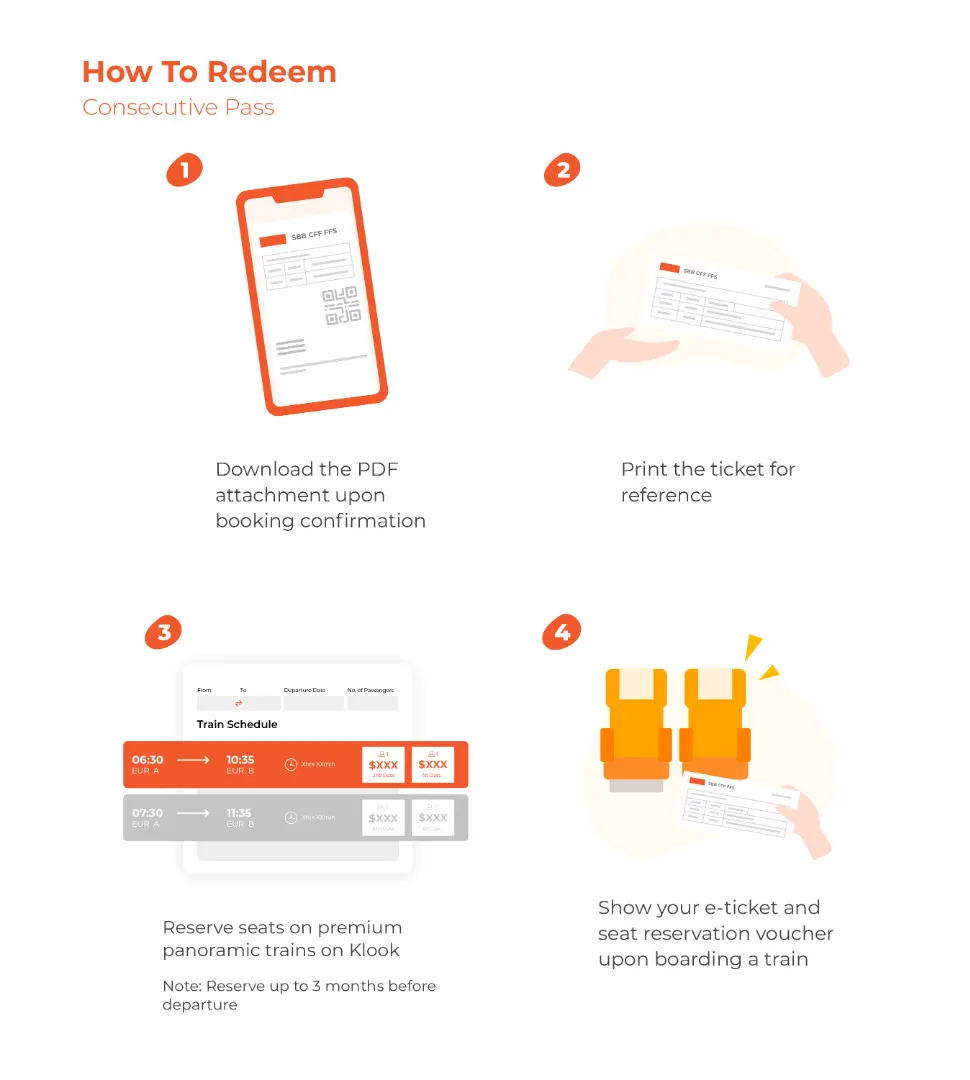 How To Redeem
Consecutive Pass
1
SBB CFF FFS
Download the PDF
attachment upon
booking confirmation
2
SBB CFF FFS
Print the ticket for
reference
3
From To Departure Date No. of Passengers
Train Schedule
06:30 10:35
EUR A EUR B
Xhrs XXmin
1 1
$XXX $XXX
2nd Class 1st Class
07:30 11:35
EUR A EUR B
Xhrs XXmin
1 1
$XXX $XXX
Reserve seats on premium
panoramic trains on Klook
Note: Reserve up to 3 months before
departure
4
SBB CFF FFS
Show your e-ticket and
seat reservation voucher
upon boarding a train